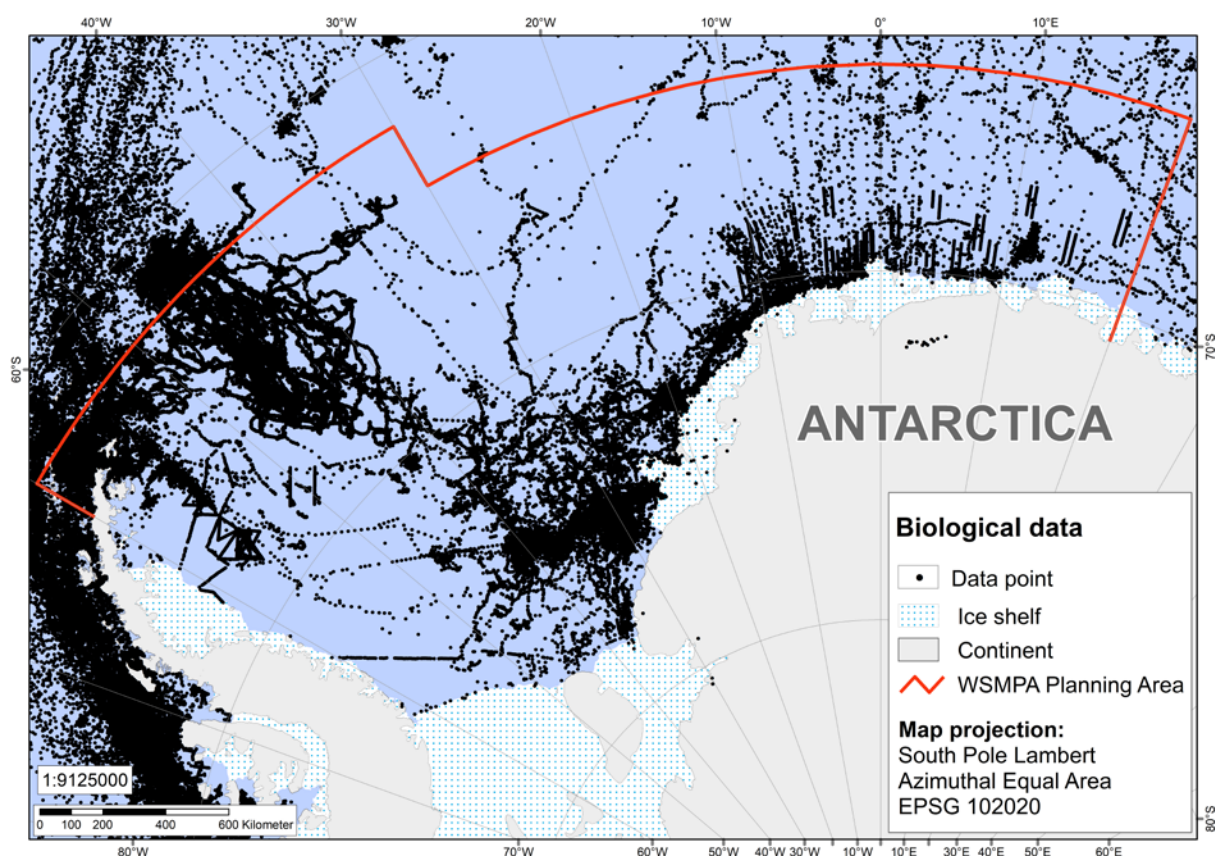 40°W 30°W 20°W 10°W 0° 10°E
60°S
70°S
ANTARCTICA
Biological data
Data point
Ice shelf
Continent
WSMPA Planning Area
Map projection:
South Pole Lambert
Azimuthal Equal Area
EPSG 102020
1:9125000
0 100 200 400 600 Kilometer
80°S
80°W 70°W 60°W 50°W 40°W 30°W 20°W 10°W 0° 10°E 20°E 30°E 40°E 50°E 60°E